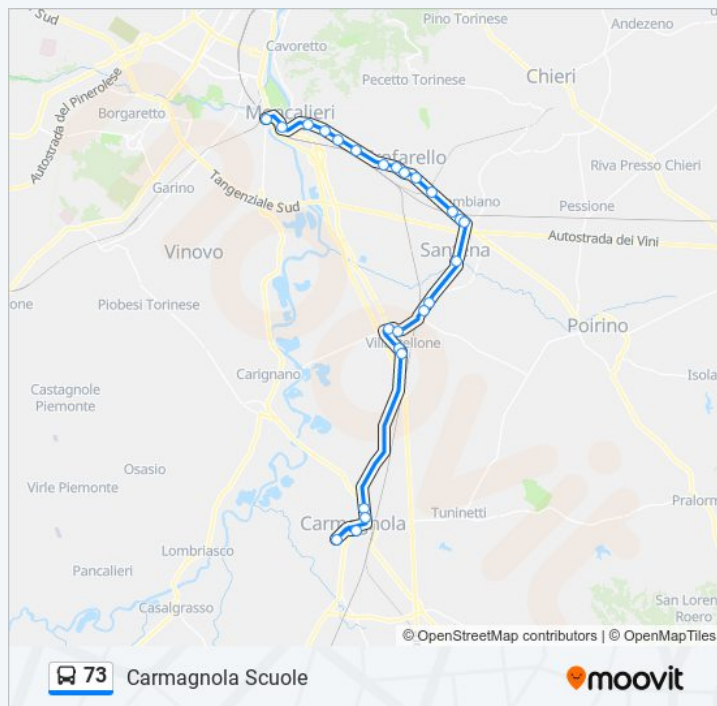 Sud
Cavoretto
Pino Torinese
Andezeno
Pecetto Torinese
Chieri
Autostrada del Pinerolese
Borgaretto
Moncalieri
Riva Presso Chieri
Garino
Tangenziale Sud
Pessione
Vinovo
Autostrada dei Vini
Piobesi Torinese
Poirino
Carignano
Isola
Castagnole
Piemonte
Osasio
Virle Piemonte
Pralorm
Carmagnola
Tuninetti
Lombriasco
Pancalieri
Casalgrasso
San Loren
Roero
© OpenStreetMap contributors | © OpenMapTiles
73 Carmagnola Scuole
moovit